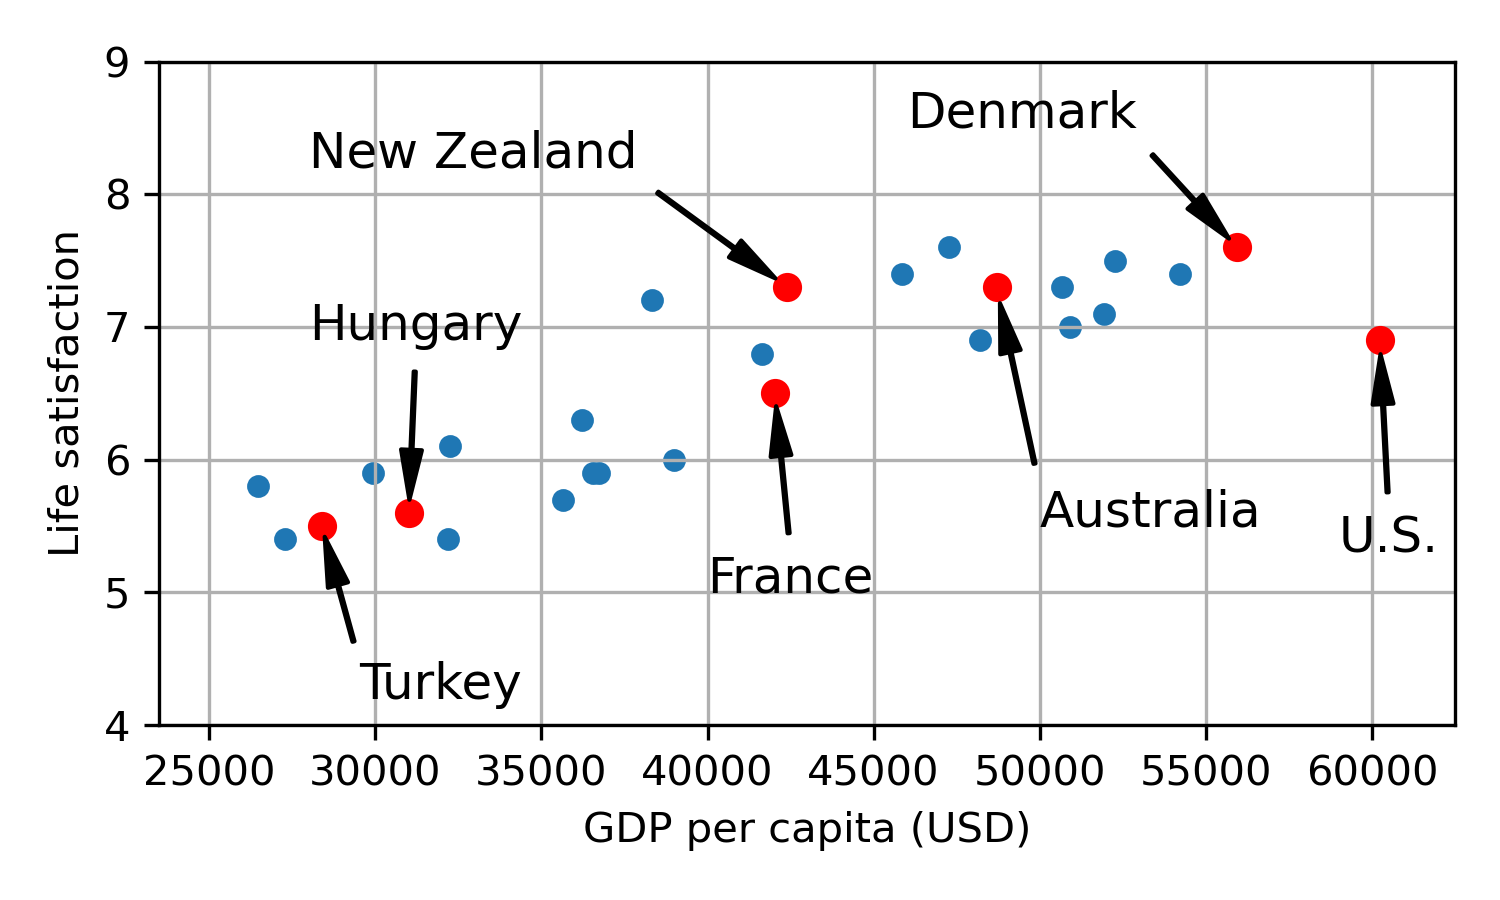 9
Denmark
New Zealand
8
Hungary
7
Life satisfaction
6
Australia
U.S.
France
5
Turkey
4
25000 30000 35000 40000 45000 50000 55000 60000
GDP per capita (USD)